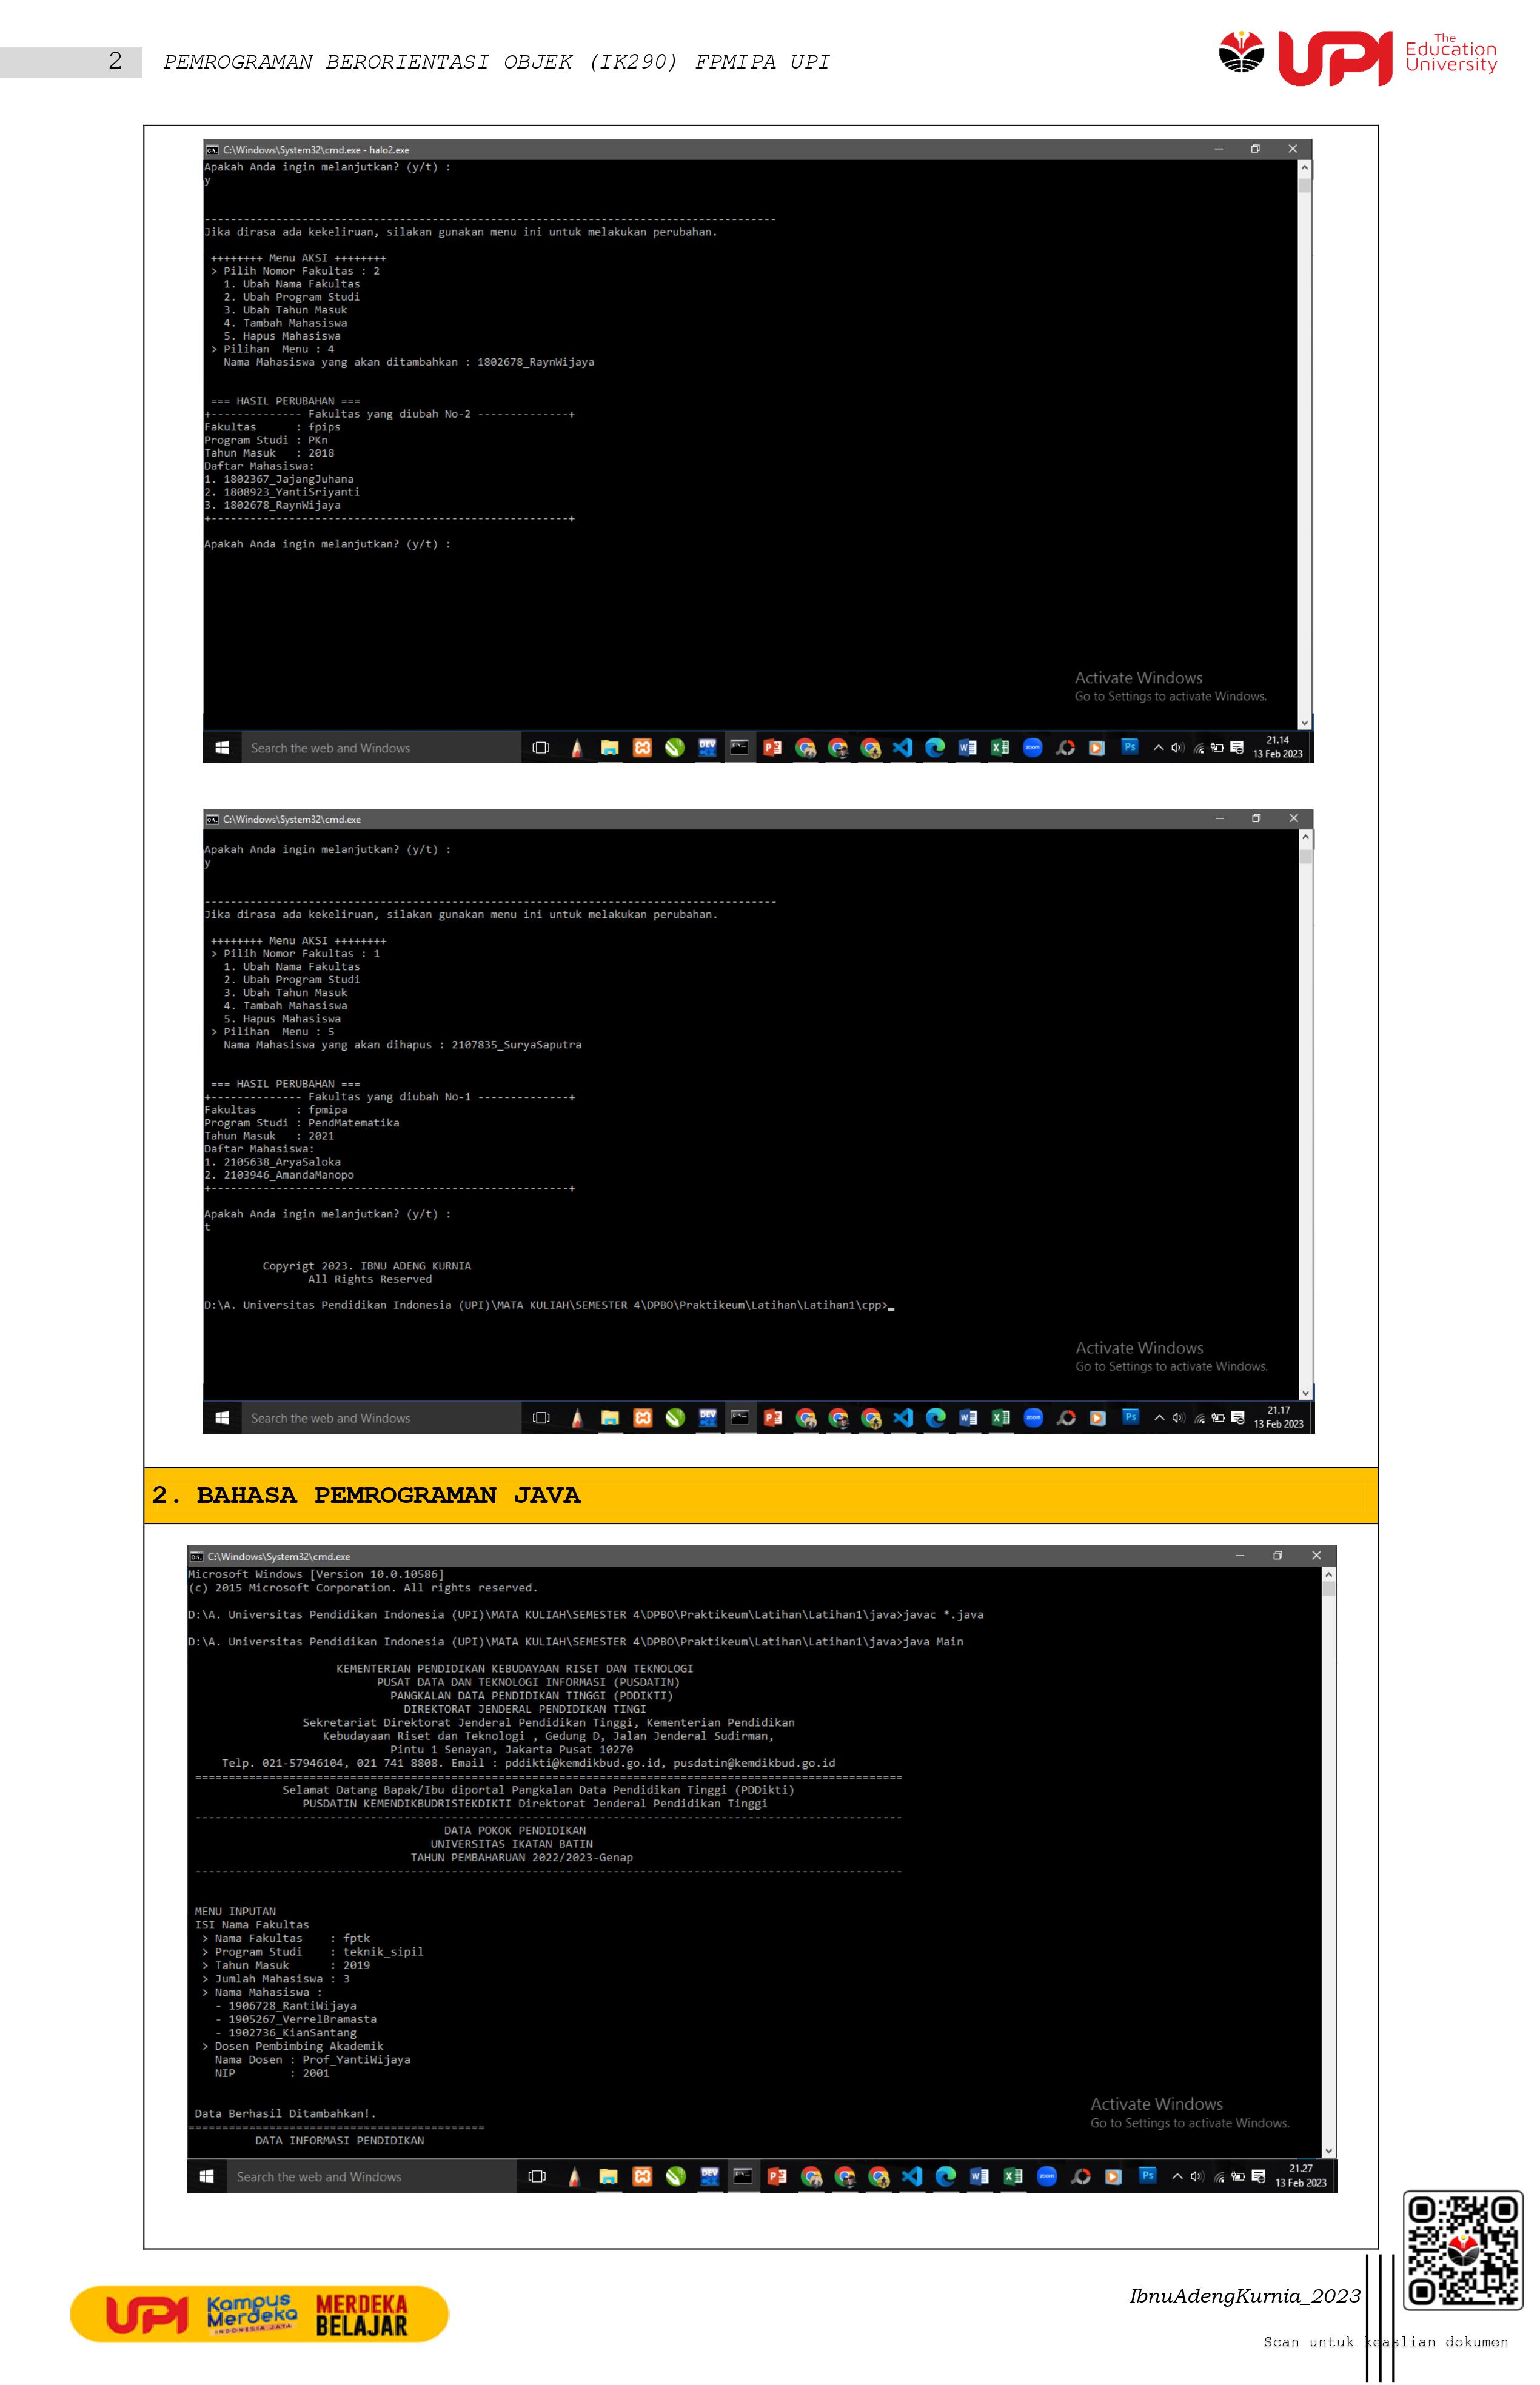 2 PEMROGRAMAN BERORIENTASI OBJEK (IK290) FPMIPA UPI
UPI The Education University
C:\Windows\System32\cmd.exe - halo2.exe
Apakah Anda ingin melanjutkan? (y/t) :
y
--------------------------------------------------------------------------------
Jika dirasa ada kekeliruan, silakan gunakan menu ini untuk melakukan perubahan.
++++++++ Menu AKSI ++++++++
> Pilih Nomor Fakultas : 2
1. Ubah Nama Fakultas
2. Ubah Program Studi
3. Ubah Tahun Masuk
4. Tambah Mahasiswa
5. Hapus Mahasiswa
> Pilihan  Menu : 4
Nama Mahasiswa yang akan ditambahkan : 1802678_RaynWijaya
=== HASIL PERUBAHAN ===
+-------------- Fakultas yang diubah No-2 --------------+
Fakultas      : fpips
Program Studi : PKn
Tahun Masuk   : 2018
Daftar Mahasiswa:
1. 1802367_JajangJuhana
2. 1808923_YantiSriyanti
3. 1802678_RaynWijaya
+-------------------------------------------------------+
Apakah Anda ingin melanjutkan? (y/t) :
Activate Windows
Go to Settings to activate Windows.
Search the web and Windows
21.14
13 Feb 2023
C:\Windows\System32\cmd.exe
Apakah Anda ingin melanjutkan? (y/t) :
y
--------------------------------------------------------------------------------
Jika dirasa ada kekeliruan, silakan gunakan menu ini untuk melakukan perubahan.
++++++++ Menu AKSI ++++++++
> Pilih Nomor Fakultas : 1
1. Ubah Nama Fakultas
2. Ubah Program Studi
3. Ubah Tahun Masuk
4. Tambah Mahasiswa
5. Hapus Mahasiswa
> Pilihan  Menu : 5
Nama Mahasiswa yang akan dihapus : 2107835_SuryaSaputra
=== HASIL PERUBAHAN ===
+-------------- Fakultas yang diubah No-1 --------------+
Fakultas      : fpmipa
Program Studi : PendMatematika
Tahun Masuk   : 2021
Daftar Mahasiswa:
1. 2105638_AryaSaloka
2. 2103946_AmandaManopo
+-------------------------------------------------------+
Apakah Anda ingin melanjutkan? (y/t) :
t
Copyrigt 2023. IBNU ADENG KURNIA
All Rights Reserved
D:\A. Universitas Pendidikan Indonesia (UPI)\MATA KULIAH\SEMESTER 4\DPBO\Praktikeum\Latihan\Latihan1\cpp>_
Activate Windows
Go to Settings to activate Windows.
Search the web and Windows
21.17
13 Feb 2023
2. BAHASA PEMROGRAMAN JAVA
C:\Windows\System32\cmd.exe
Microsoft Windows [Version 10.0.10586]
(c) 2015 Microsoft Corporation. All rights reserved.
D:\A. Universitas Pendidikan Indonesia (UPI)\MATA KULIAH\SEMESTER 4\DPBO\Praktikeum\Latihan\Latihan1\java>javac *.java
D:\A. Universitas Pendidikan Indonesia (UPI)\MATA KULIAH\SEMESTER 4\DPBO\Praktikeum\Latihan\Latihan1\java>java Main
KEMENTERIAN PENDIDIKAN KEBUDAYAAN RISET DAN TEKNOLOGI
PUSAT DATA DAN TEKNOLOGI INFORMASI (PUSDATIN)
PANGKALAN DATA PENDIDIKAN TINGGI (PDDIKTI)
DIREKTORAT JENDERAL PENDIDIKAN TINGI
Sekretariat Direktorat Jenderal Pendidikan Tinggi, Kementerian Pendidikan
Kebudayaan Riset dan Teknologi , Gedung D, Jalan Jenderal Sudirman,
Pintu 1 Senayan, Jakarta Pusat 10270
Telp. 021-57946104, 021 741 8808. Email : pddikti@kemdikbud.go.id, pusdatin@kemdikbud.go.id
================================================================================
Selamat Datang Bapak/Ibu diportal Pangkalan Data Pendidikan Tinggi (PDDikti)
PUSDATIN KEMENDIKBUDRISTEKDIKTI Direktorat Jenderal Pendidikan Tinggi
--------------------------------------------------------------------------------
DATA POKOK PENDIDIKAN
UNIVERSITAS IKATAN BATIN
TAHUN PEMBAHARUAN 2022/2023-Genap
--------------------------------------------------------------------------------
MENU INPUTAN
ISI Nama Fakultas
> Nama Fakultas    : fptk
> Program Studi    : teknik_sipil
> Tahun Masuk      : 2019
> Jumlah Mahasiswa : 3
> Nama Mahasiswa :
- 1906728_RantiWijaya
- 1905267_VerrelBramasta
- 1902736_KianSantang
> Dosen Pembimbing Akademik
Nama Dosen : Prof_YantiWijaya
NIP        : 2001
Data Berhasil Ditambahkan!.
============================================
DATA INFORMASI PENDIDIKAN
Activate Windows
Go to Settings to activate Windows.
Search the web and Windows
21.27
13 Feb 2023
UPI Kampus Merdeka INDONESIA JAYA MERDEKA BELAJAR
IbnuAdengKurnia_2023
Scan untuk keaslian dokumen